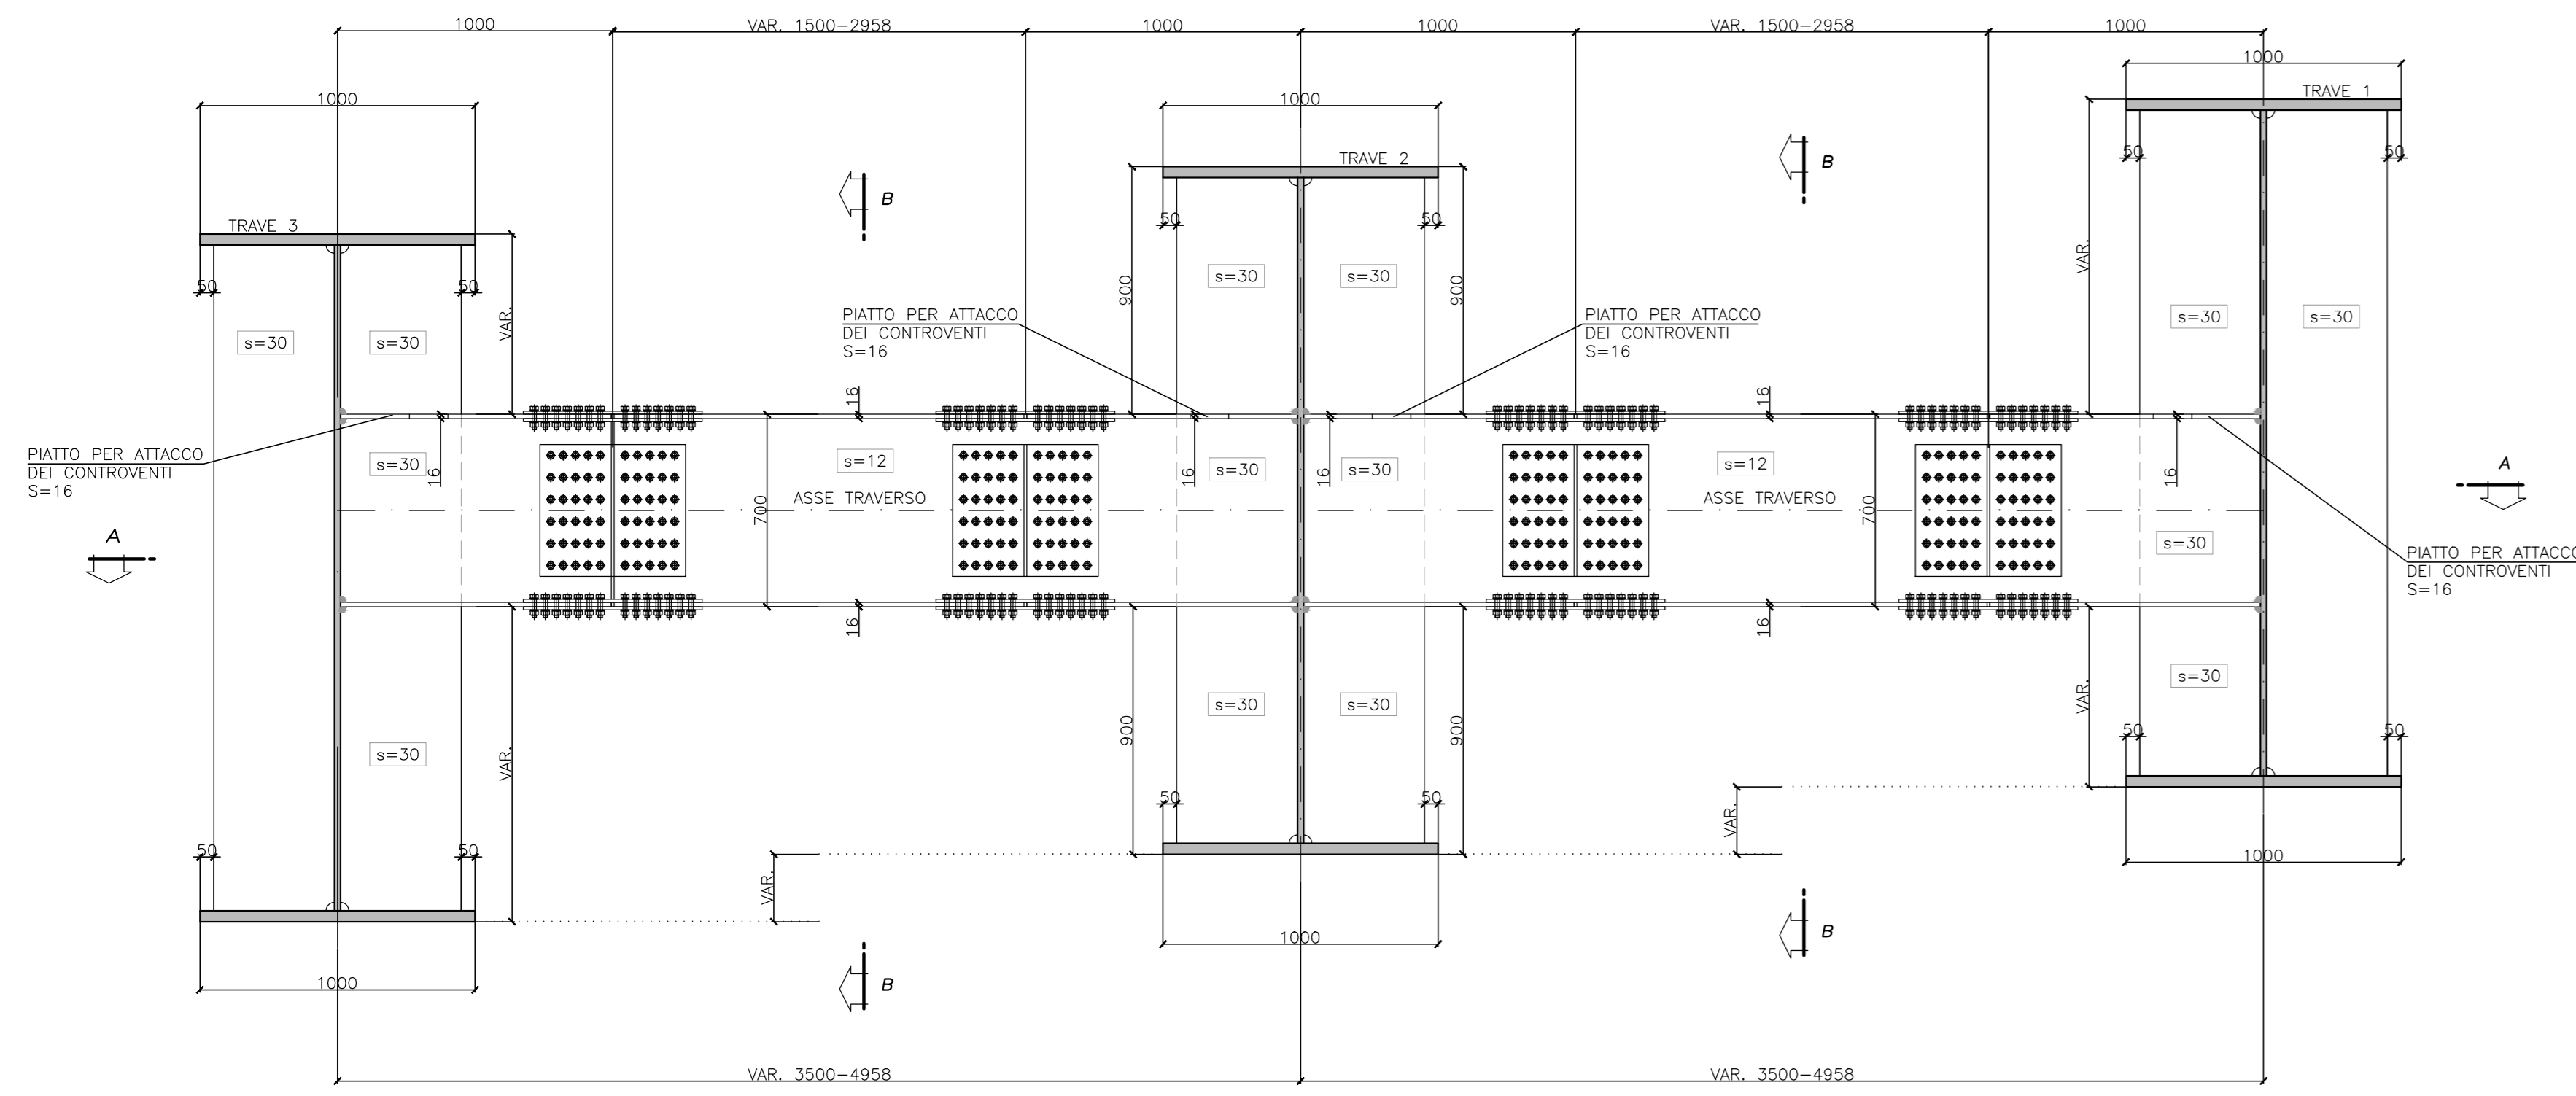 1000
VAR. 1500-2958
1000
1000
VAR. 1500-2958
1000
1000
1000
1000
TRAVE 3
TRAVE 2
TRAVE 1
B
B
50
50
50
50
50
50
VAR.
900
900
VAR.
s=30
s=30
s=30
s=30
s=30
s=30
PIATTO PER ATTACCO
DEI CONTROVENTI
S=16
PIATTO PER ATTACCO
DEI CONTROVENTI
S=16
16
16
PIATTO PER ATTACCO
DEI CONTROVENTI
S=16
s=30
16
s=12
16
s=30
16
s=30
s=12
16
A
A
ASSE TRAVERSO
ASSE TRAVERSO
700
700
s=30
PIATTO PER ATTACCO
DEI CONTROVENTI
S=16
16
16
s=30
s=30
s=30
s=30
VAR.
900
900
VAR.
50
50
50
50
50
50
VAR.
VAR.
1000
1000
1000
B
B
VAR. 3500-4958
VAR. 3500-4958